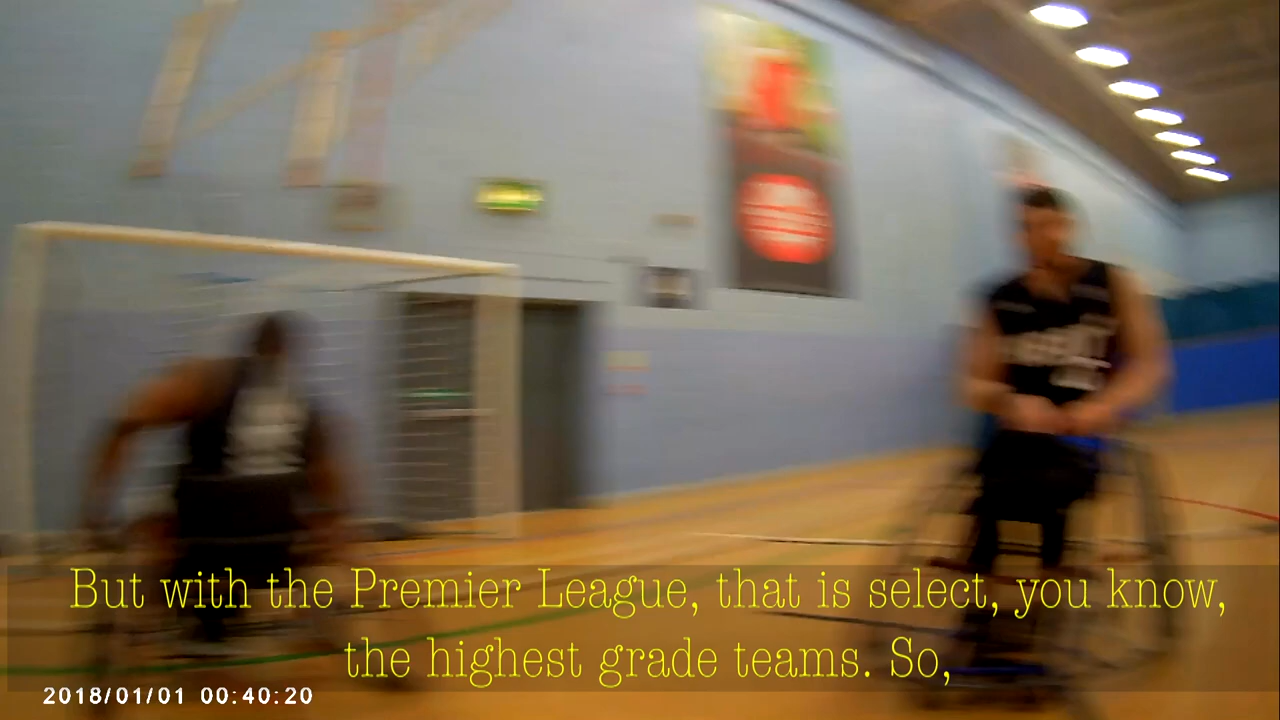 But with the Premier League, that is select, you know,
the highest grade teams. So,
2018/01/01 00:40:20